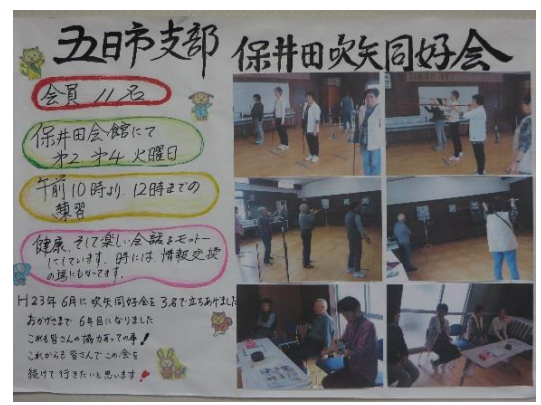 五日市支部 保井田吹矢同好会
会員 11名
保井田会館にて
第2 第4 火曜日
午前10時より12時までの
練習
健康、そして楽しい会話をモットー
にしています。時には情報交換
の場にもなってます。
H23年6月に吹矢同好会を3名で立ちあげました
おかげさまで 6年目になりました
これも皆さんの協力有っての事!
これからも皆さんでこの会を
続けて行きたいと思います!